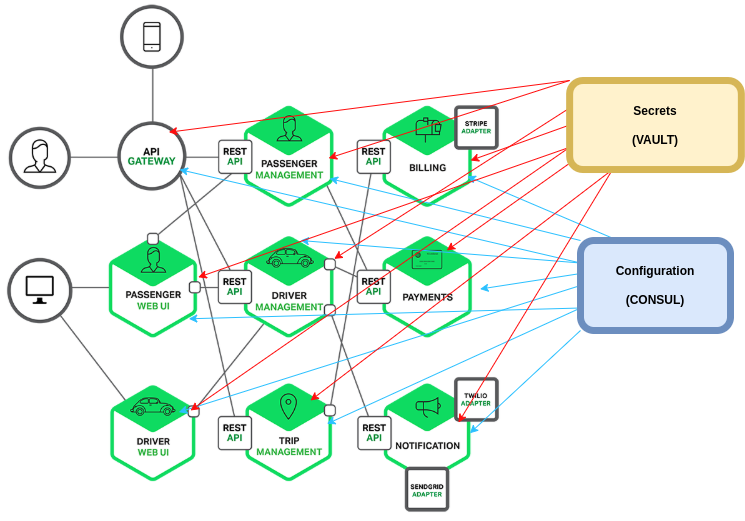 Secrets
(VAULT)
API
GATEWAY
REST
API
PASSENGER
MANAGEMENT
REST
API
BILLING
STRIPE
ADAPTER
Configuration
(CONSUL)
PASSENGER
WEB UI
REST
API
DRIVER
MANAGEMENT
REST
API
PAYMENTS
DRIVER
WEB UI
REST
API
TRIP
MANAGEMENT
REST
API
NOTIFICATION
TWILIO
ADAPTER
SENDGRID
ADAPTER